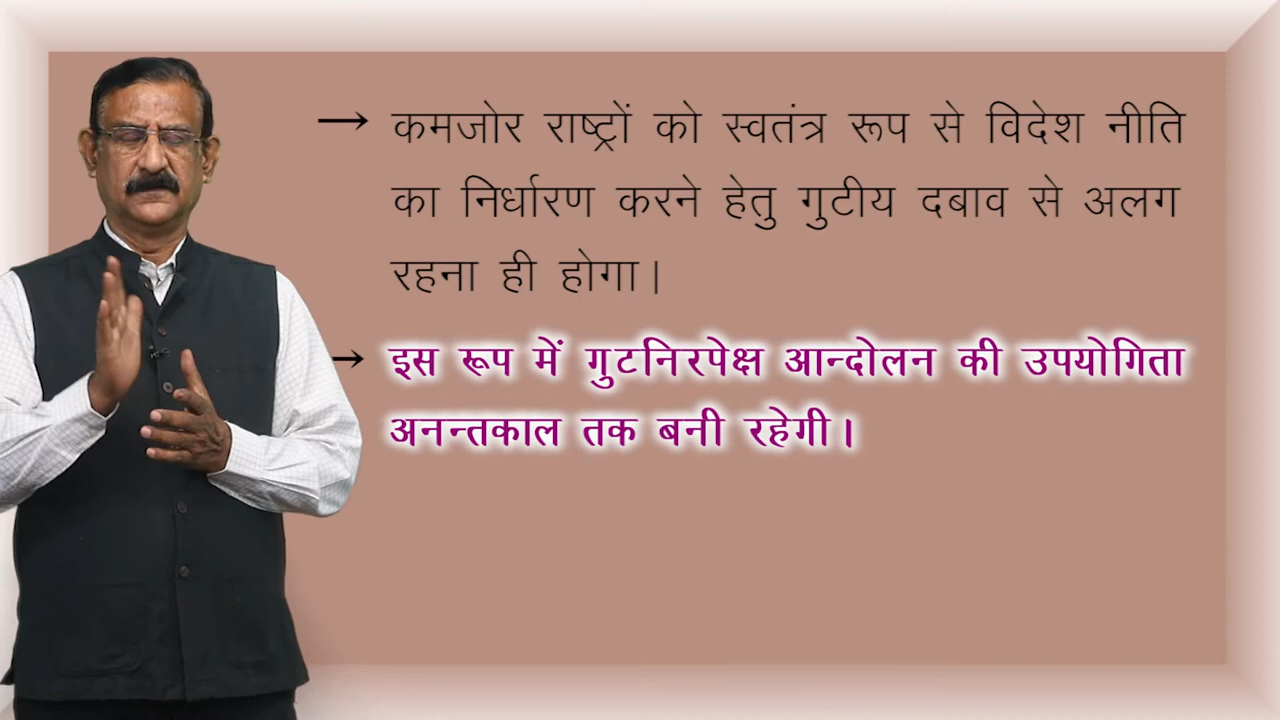 → कमजोर राष्ट्रों को स्वतंत्र रूप से विदेश नीति
का निर्धारण करने हेतु गुटीय दबाव से अलग
रहना ही होगा।
→ इस रूप में गुटनिरपेक्ष आन्दोलन की उपयोगिता
अनन्तकाल तक बनी रहेगी।